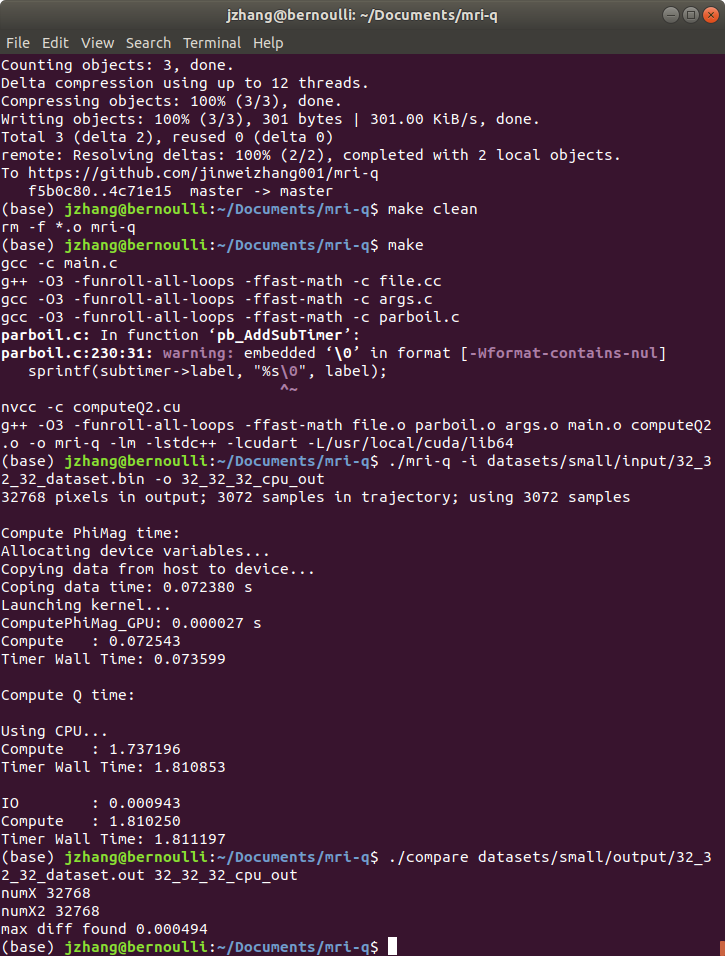 jzhang@bernoulli: ~/Documents/mri-q
File Edit View Search Terminal Help
Counting objects: 3, done.
Delta compression using up to 12 threads.
Compressing objects: 100% (3/3), done.
Writing objects: 100% (3/3), 301 bytes | 301.00 KiB/s, done.
Total 3 (delta 2), reused 0 (delta 0)
remote: Resolving deltas: 100% (2/2), completed with 2 local objects.
To https://github.com/jinweizhang001/mri-q
   f5b0c80..4c71e15  master -> master
(base) jzhang@bernoulli:~/Documents/mri-q$ make clean
rm -f *.o mri-q
(base) jzhang@bernoulli:~/Documents/mri-q$ make
gcc -c main.c
g++ -O3 -funroll-all-loops -ffast-math -c file.cc
gcc -O3 -funroll-all-loops -ffast-math -c args.c
gcc -O3 -funroll-all-loops -ffast-math -c parboil.c
parboil.c: In function ‘pb_AddSubTimer’:
parboil.c:230:31: warning: embedded ‘\0’ in format [-Wformat-contains-nul]
   sprintf(subtimer->label, "%s\0", label);
                               ^~
nvcc -c computeQ2.cu
g++ -O3 -funroll-all-loops -ffast-math file.o parboil.o args.o main.o computeQ2
.o -o mri-q -lm -lstdc++ -lcudart -L/usr/local/cuda/lib64
(base) jzhang@bernoulli:~/Documents/mri-q$ ./mri-q -i datasets/small/input/32_3
2_32_dataset.bin -o 32_32_32_cpu_out
32768 pixels in output; 3072 samples in trajectory; using 3072 samples
Compute PhiMag time:
Allocating device variables...
Copying data from host to device...
Coping data time: 0.072380 s
Launching kernel...
ComputePhiMag_GPU: 0.000027 s
Compute   : 0.072543
Timer Wall Time: 0.073599
Compute Q time:
Using CPU...
Compute   : 1.737196
Timer Wall Time: 1.810853
IO        : 0.000943
Compute   : 1.810250
Timer Wall Time: 1.811197
(base) jzhang@bernoulli:~/Documents/mri-q$ ./compare datasets/small/output/32_3
2_32_dataset.out 32_32_32_cpu_out
numX 32768
numX2 32768
max diff found 0.000494
(base) jzhang@bernoulli:~/Documents/mri-q$